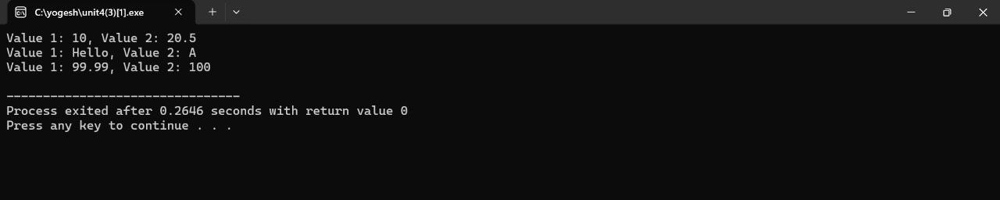 C:\yogesh\unit4(3)[1].exe
Value 1: 10, Value 2: 20.5
Value 1: Hello, Value 2: A
Value 1: 99.99, Value 2: 100
--------------------------------
Process exited after 0.2646 seconds with return value 0
Press any key to continue . . .